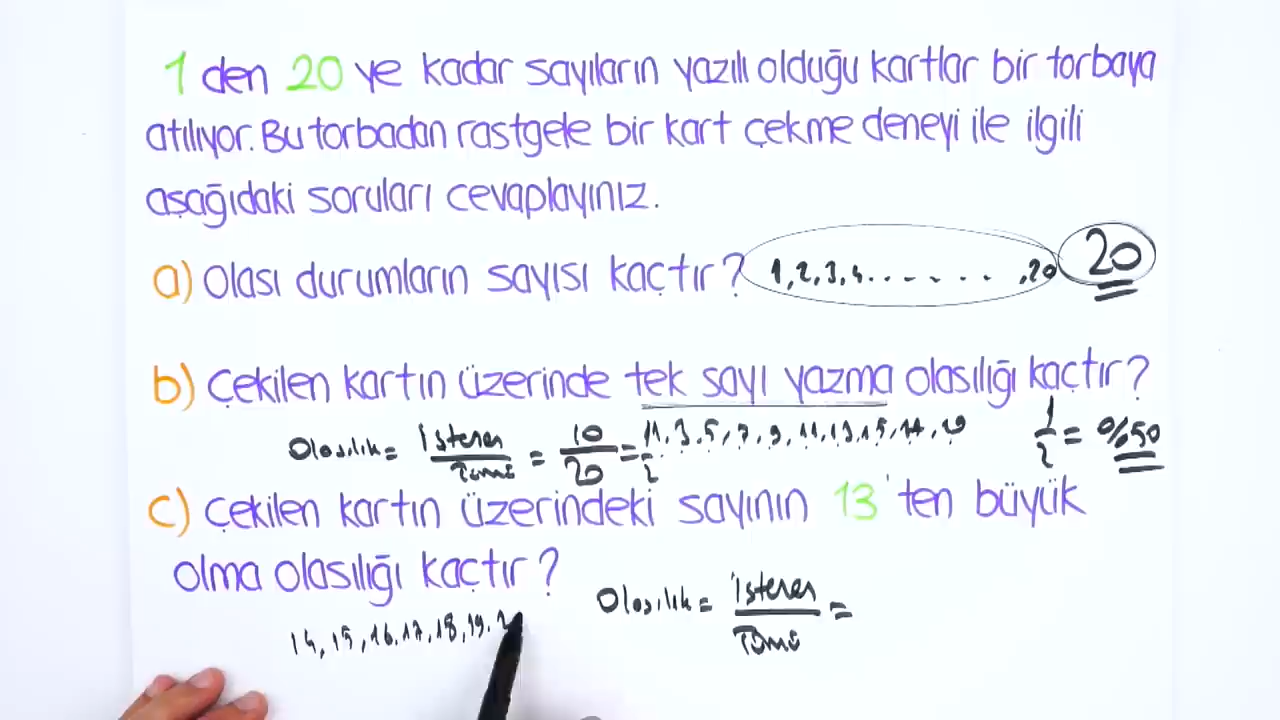 1 den 20 ye kadar sayıların yazılı olduğu kartlar bir torbaya
atılıyor. Bu torbadan rastgele bir kart çekme deneyi ile ilgili
aşağıdaki soruları cevaplayınız.
a) Olası durumların sayısı kaçtır? 1,2,3,4....... ,20 20
b) Çekilen kartın üzerinde tek sayı yazma olasılığı kaçtır?
Olasılık = İstenen/Tümü = 10/20 = 1/2 1, 3, 5, 7, 9, 11, 13, 15, 17, 19 1/2 = %50
c) Çekilen kartın üzerindeki sayının 13'ten büyük
olma olasılığı kaçtır?
Olasılık = İstenen/Tümü =
14, 15, 16, 17, 18, 19,